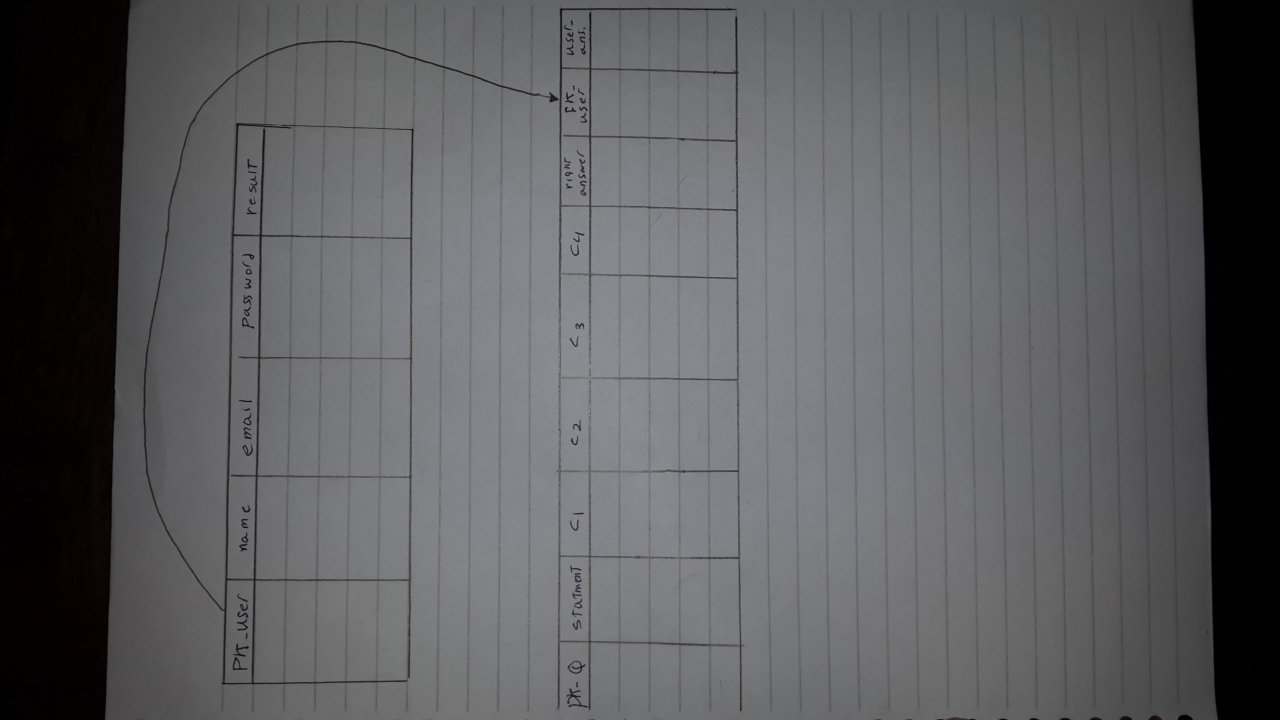 PK_user name email password result
PK-Q statment C1 C2 C3 C4 right answer FK_user user_ans.